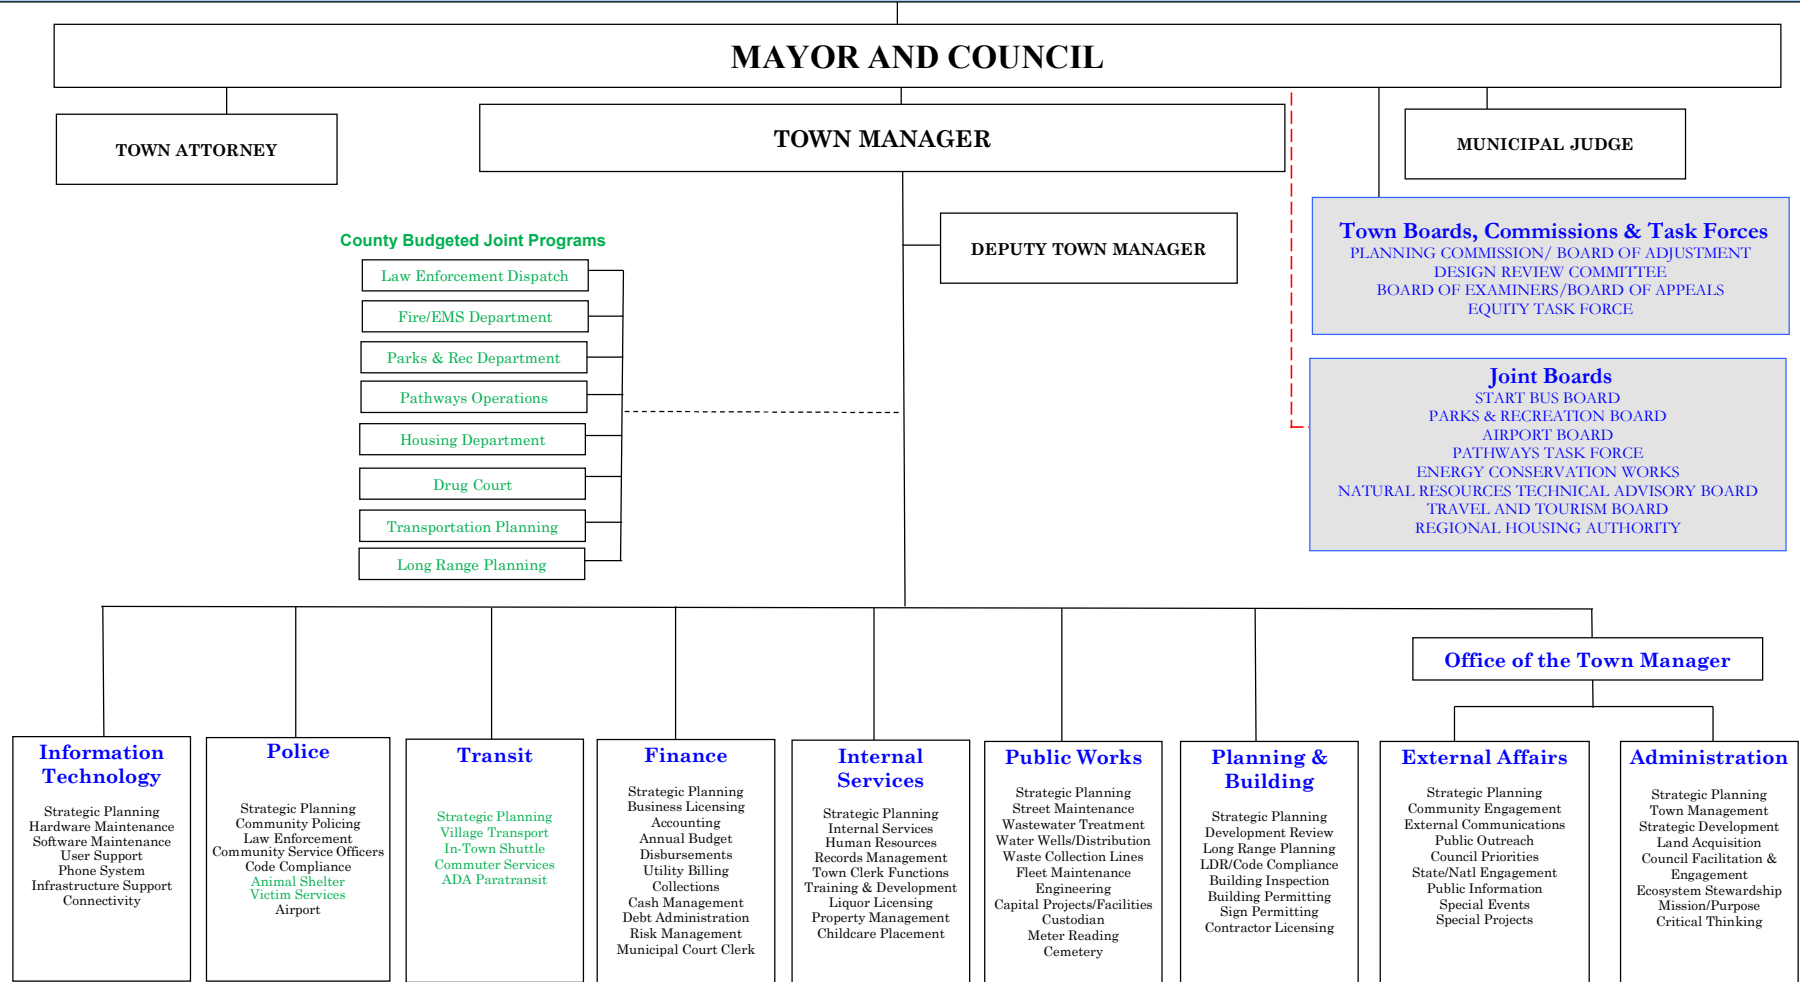 MAYOR AND COUNCIL
TOWN ATTORNEY
TOWN MANAGER
MUNICIPAL JUDGE
DEPUTY TOWN MANAGER
Town Boards, Commissions & Task Forces
PLANNING COMMISSION/ BOARD OF ADJUSTMENT
DESIGN REVIEW COMMITTEE
BOARD OF EXAMINERS/BOARD OF APPEALS
EQUITY TASK FORCE
County Budgeted Joint Programs
Law Enforcement Dispatch
Fire/EMS Department
Parks & Rec Department
Pathways Operations
Housing Department
Drug Court
Transportation Planning
Long Range Planning
Joint Boards
START BUS BOARD
PARKS & RECREATION BOARD
AIRPORT BOARD
PATHWAYS TASK FORCE
ENERGY CONSERVATION WORKS
NATURAL RESOURCES TECHNICAL ADVISORY BOARD
TRAVEL AND TOURISM BOARD
REGIONAL HOUSING AUTHORITY
Office of the Town Manager
Information
Technology
Strategic Planning
Hardware Maintenance
Software Maintenance
User Support
Phone System
Infrastructure Support
Connectivity
Police
Strategic Planning
Community Policing
Law Enforcement
Community Service Officers
Code Compliance
Animal Shelter
Victim Services
Airport
Transit
Strategic Planning
Village Transport
In-Town Shuttle
Commuter Services
ADA Paratransit
Finance
Strategic Planning
Business Licensing
Accounting
Annual Budget
Disbursements
Utility Billing
Collections
Cash Management
Debt Administration
Risk Management
Municipal Court Clerk
Internal
Services
Strategic Planning
Internal Services
Human Resources
Records Management
Town Clerk Functions
Training & Development
Liquor Licensing
Property Management
Childcare Placement
Public Works
Strategic Planning
Street Maintenance
Wastewater Treatment
Water Wells/Distribution
Waste Collection Lines
Fleet Maintenance
Engineering
Capital Projects/Facilities
Custodian
Meter Reading
Cemetery
Planning &
Building
Strategic Planning
Development Review
Long Range Planning
LDR/Code Compliance
Building Inspection
Building Permitting
Sign Permitting
Contractor Licensing
External Affairs
Strategic Planning
Community Engagement
External Communications
Public Outreach
Council Priorities
State/Natl Engagement
Public Information
Special Events
Special Projects
Administration
Strategic Planning
Town Management
Strategic Development
Land Acquisition
Council Facilitation &
Engagement
Ecosystem Stewardship
Mission/Purpose
Critical Thinking